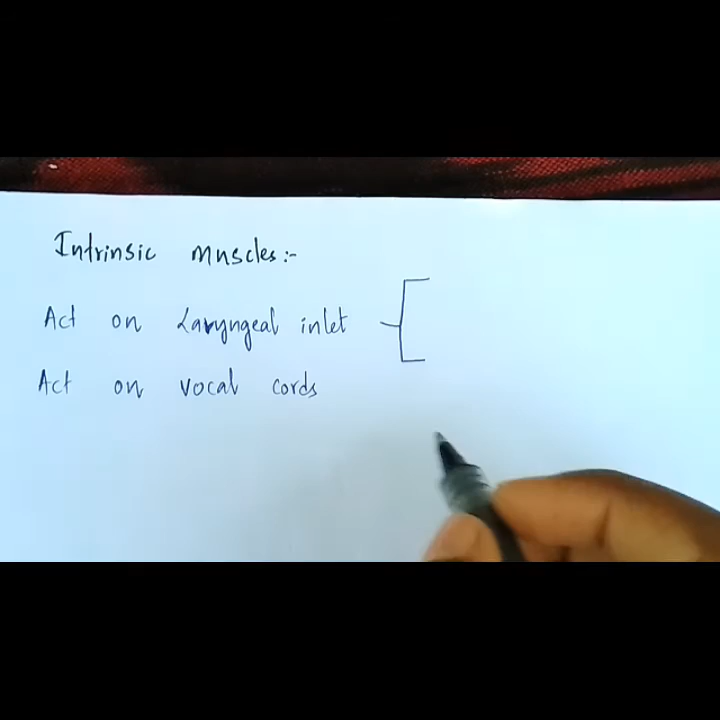 Intrinsic muscles:-
Act on Laryngeal inlet
Act on vocal cords